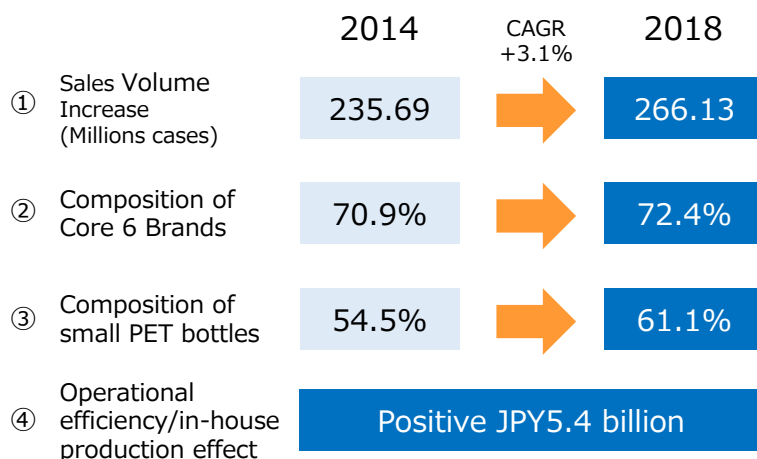 2014
CAGR
+3.1%
2018
①
Sales Volume
Increase
(Millions cases)
235.69
266.13
②
Composition of
Core 6 Brands
70.9%
72.4%
③
Composition of
small PET bottles
54.5%
61.1%
④
Operational
efficiency/in-house
production effect
Positive JPY5.4 billion